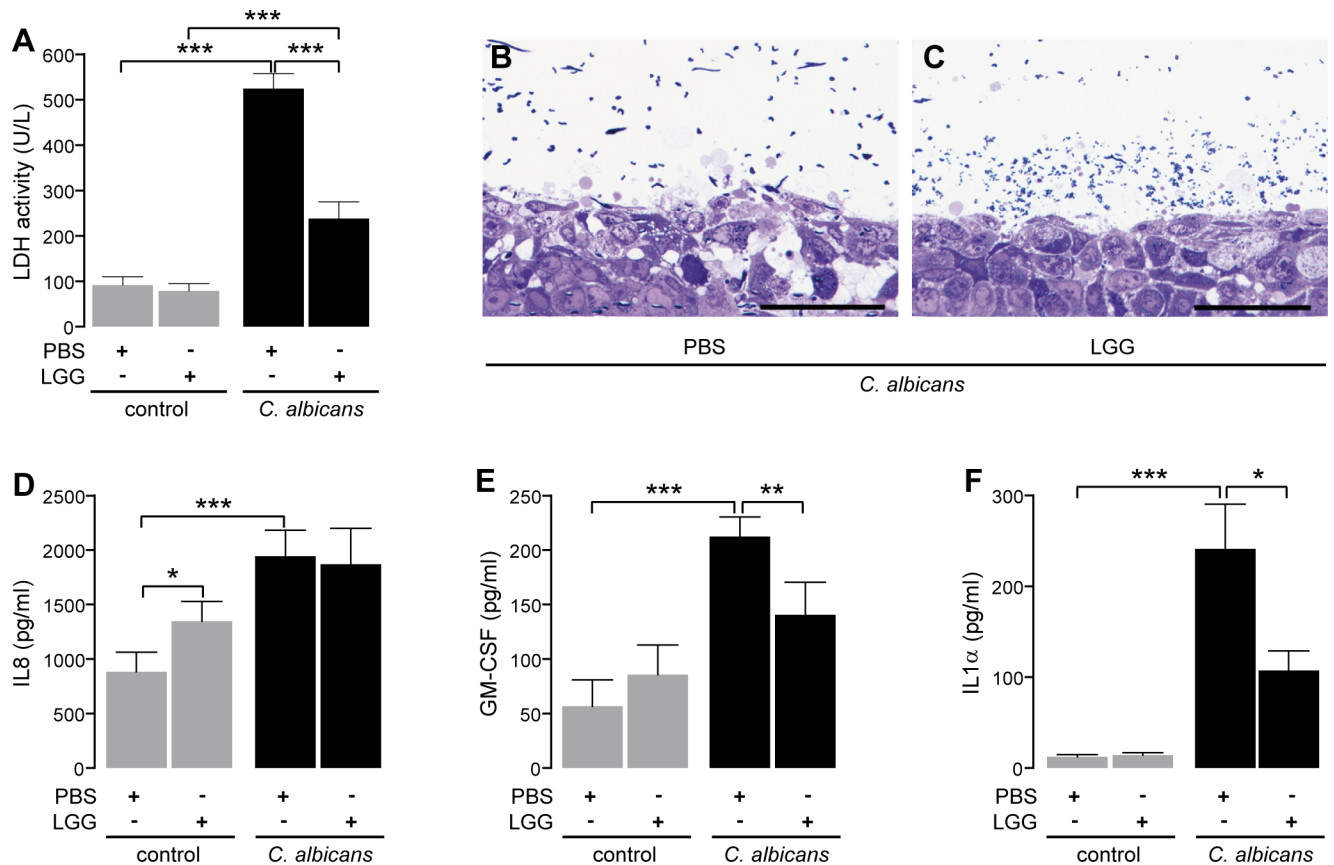 A
LDH activity (U/L)
600
500
400
300
200
100
0
***
*** ***
PBS + - + -
LGG - + - +
control C. albicans
B
C
PBS LGG
C. albicans
D
IL8 (pg/ml)
2500
2000
1500
1000
500
0
***
*
PBS + - + -
LGG - + - +
control C. albicans
E
GM-CSF (pg/ml)
250
200
150
100
50
0
*** **
PBS + - + -
LGG - + - +
control C. albicans
F
IL1α (pg/ml)
300
200
100
0
*** *
PBS + - + -
LGG - + - +
control C. albicans